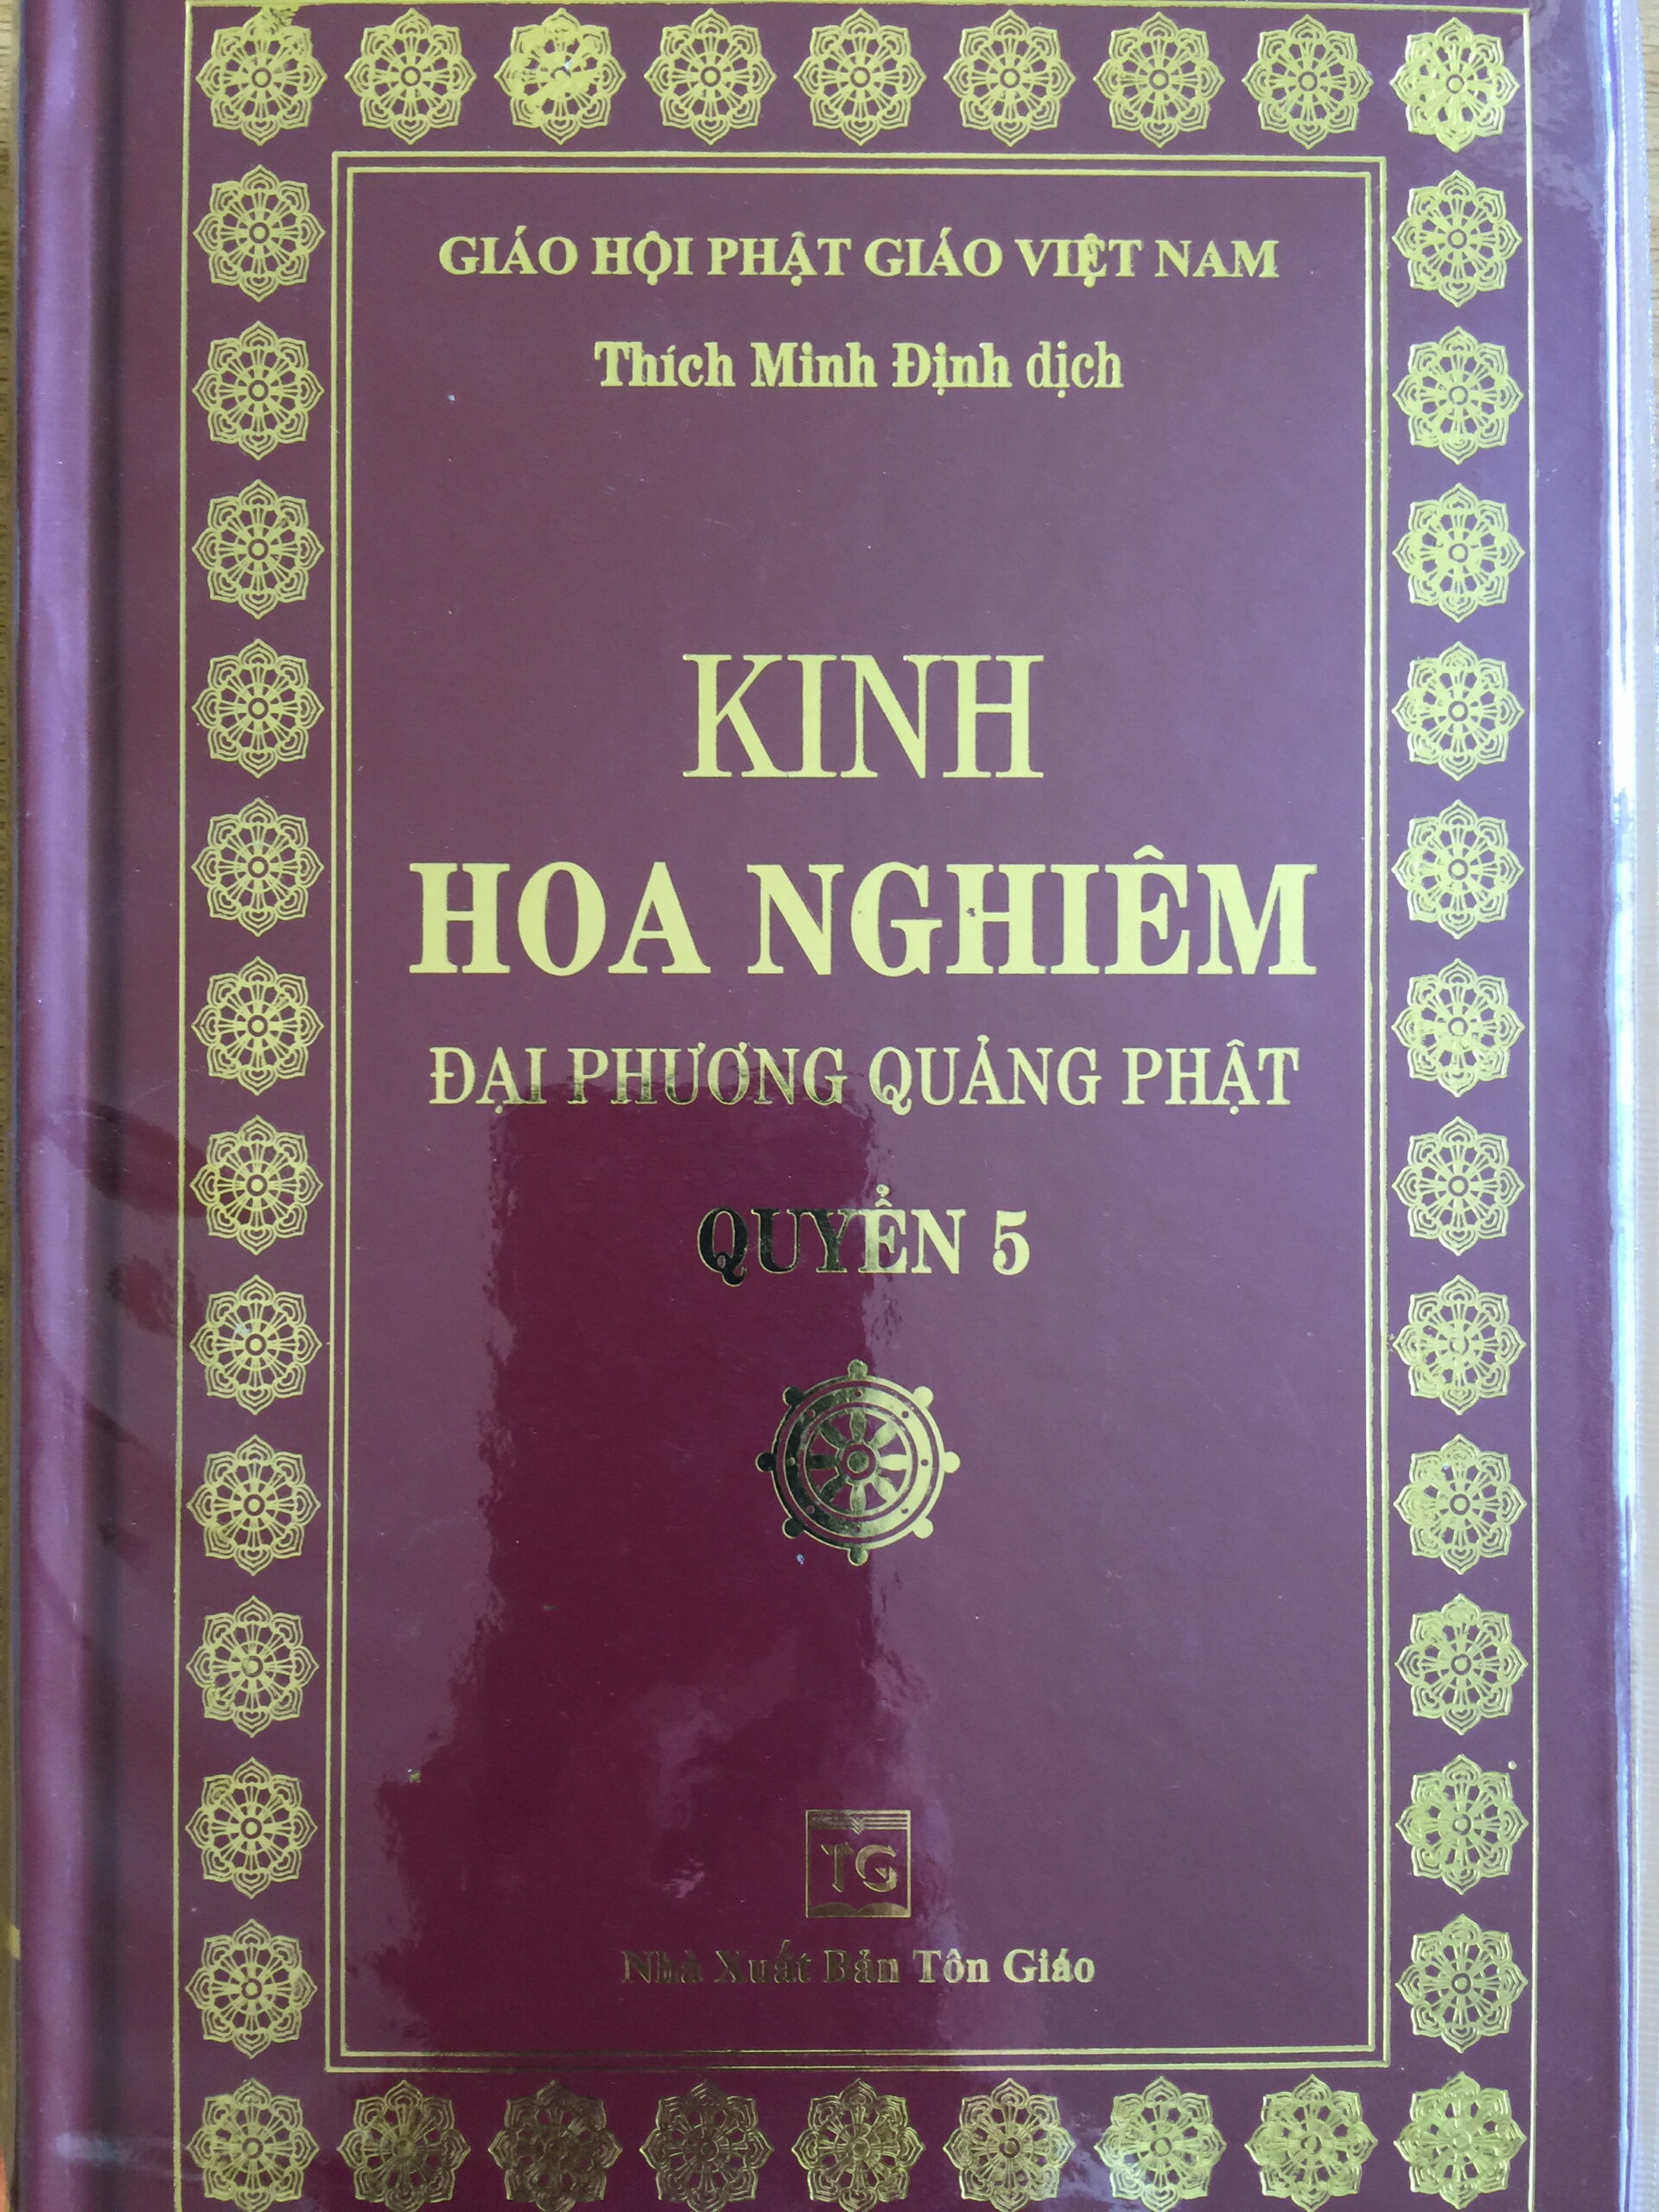 GIÁO HỘI PHẬT GIÁO VIỆT NAM
Thích Minh Định dịch
KINH
HOA NGHIÊM
ĐẠI PHƯƠNG QUẢNG PHẬT
QUYỂN 5
TG
Nhà Xuất Bản Tôn Giáo